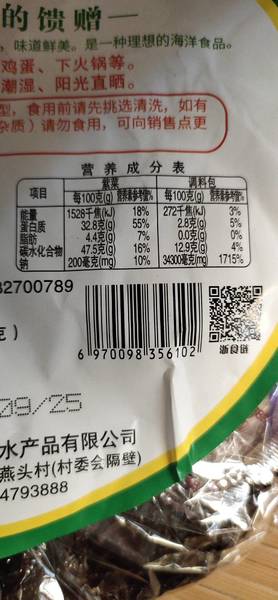 的馈赠—
，味道鲜美。是一种理想的海洋食品。
鸡蛋、下火锅等。
潮湿、阳光直晒。
型，食用前请先挑选清洗，如有
杂质）请勿食用，可向销售点更
营养成分表
紫菜 调料包
项目 每100克(g) 营养素参考值% 每100克(g) 营养素参考值%
能量 1528千焦(kJ) 18% 272千焦(kJ) 3%
蛋白质 32.8克(g) 55% 2.8克(g) 5%
脂肪 4.4克(g) 7% 0.0克(g) 0%
碳水化合物 47.5克(g) 16% 12.9克(g) 4%
钠 200毫克(mg) 10% 34300毫克(mg) 1715%
32700789
克）
6 970098 356102
09/25
水产品有限公司
燕头村(村委会隔壁)
4793888